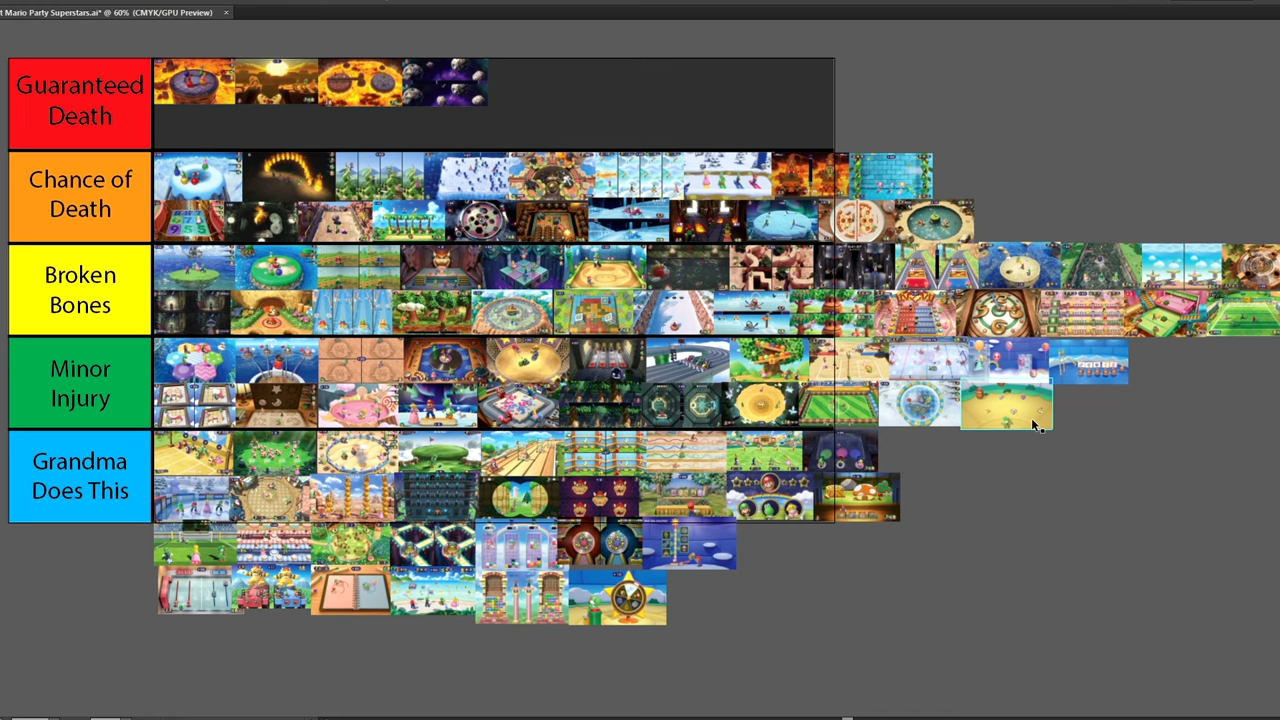 t Mario Party Superstars.ai* @ 60% (CMYK/GPU Preview) ×
Guaranteed
Death
Chance of
Death
Broken
Bones
Minor
Injury
Grandma
Does This